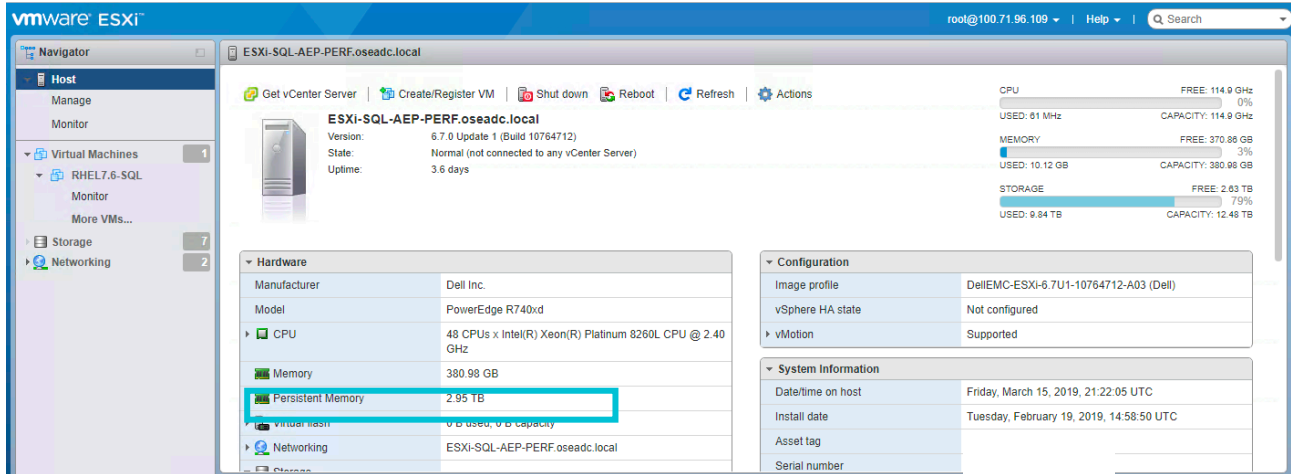 vmware ESXi™
root@100.71.96.109 | Help | Search
Navigator
ESXi-SQL-AEP-PERF.oseadc.local
Host
Manage
Monitor
Virtual Machines 1
RHEL7.6-SQL
Monitor
More VMs...
Storage 7
Networking 2
Get vCenter Server | Create/Register VM | Shut down Reboot | Refresh | Actions
ESXi-SQL-AEP-PERF.oseadc.local
Version: 6.7.0 Update 1 (Build 10764712)
State: Normal (not connected to any vCenter Server)
Uptime: 3.6 days
CPU FREE: 114.9 GHz
0%
USED: 61 MHz CAPACITY: 114.9 GHz
MEMORY FREE: 370.86 GB
3%
USED: 10.12 GB CAPACITY: 380.98 GB
STORAGE FREE: 2.63 TB
79%
USED: 9.84 TB CAPACITY: 12.48 TB
Hardware
Manufacturer Dell Inc.
Model PowerEdge R740xd
CPU 48 CPUs x Intel(R) Xeon(R) Platinum 8260L CPU @ 2.40
GHz
Memory 380.98 GB
Persistent Memory 2.95 TB
Virtual flash 0 B used, 0 B capacity
Networking ESXi-SQL-AEP-PERF.oseadc.local
Storage
Configuration
Image profile DellEMC-ESXi-6.7U1-10764712-A03 (Dell)
vSphere HA state Not configured
vMotion Supported
System Information
Date/time on host Friday, March 15, 2019, 21:22:05 UTC
Install date Tuesday, February 19, 2019, 14:58:50 UTC
Asset tag
Serial number